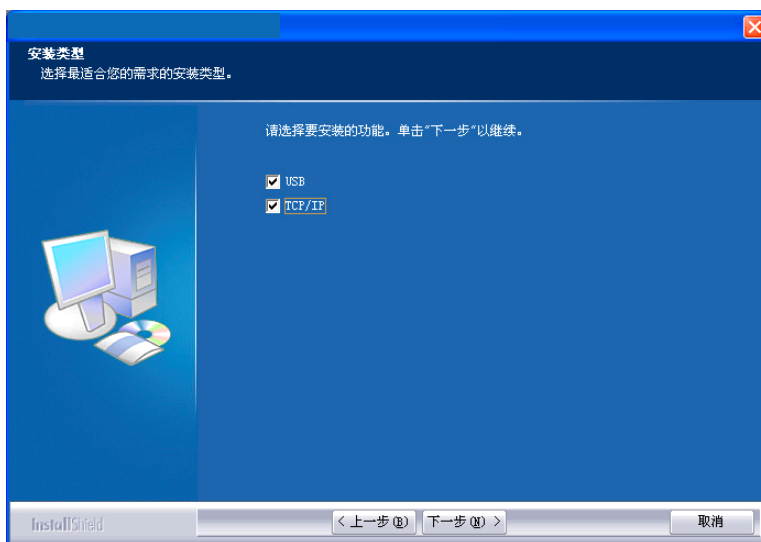 安装类型
选择最适合您的需求的安装类型。
请选择要安装的功能。单击“下一步”以继续。
USB
TCP/IP
InstallShield
< 上一步(B) 下一步(N) > 取消